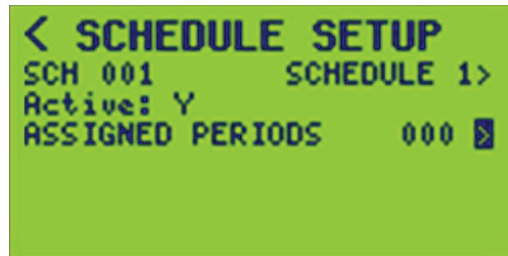 < SCHEDULE SETUP
SCH 001 SCHEDULE 1>
Active: Y
ASSIGNED PERIODS 000 >